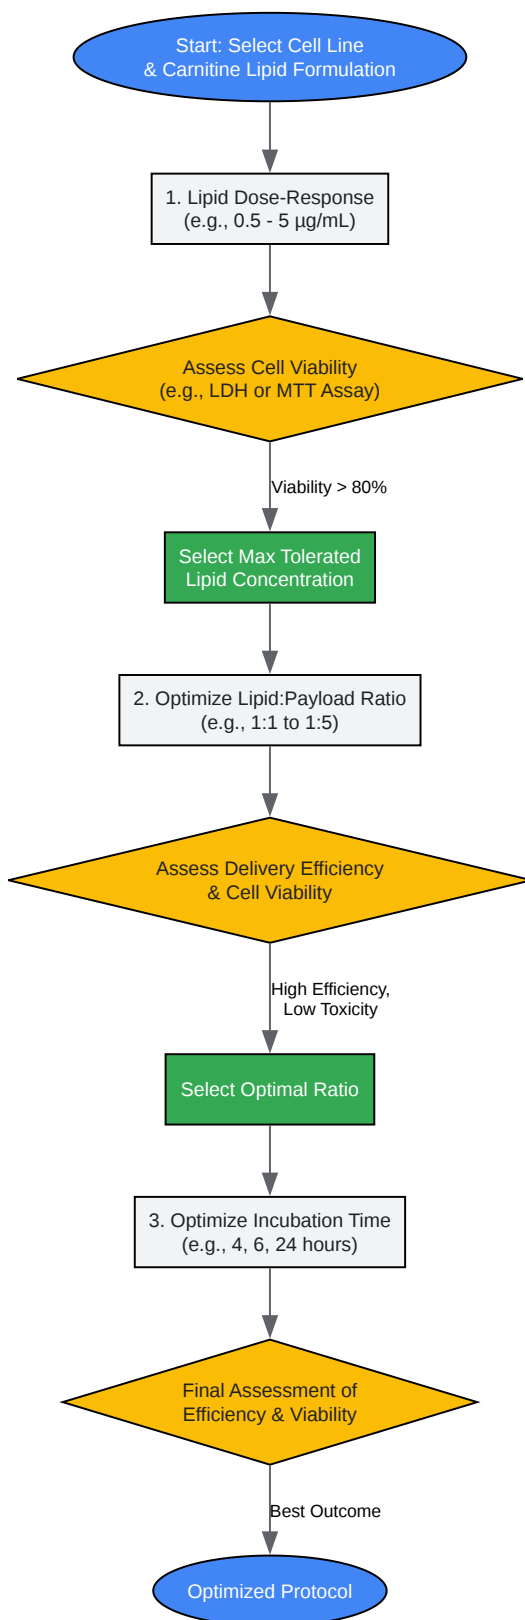 Start: Select Cell Line
& Carnitine Lipid Formulation
1. Lipid Dose-Response
(e.g., 0.5 - 5 µg/mL)
Assess Cell Viability
(e.g., LDH or MTT Assay)
Viability > 80%
Select Max Tolerated
Lipid Concentration
2. Optimize Lipid:Payload Ratio
(e.g., 1:1 to 1:5)
Assess Delivery Efficiency
& Cell Viability
High Efficiency,
Low Toxicity
Select Optimal Ratio
3. Optimize Incubation Time
(e.g., 4, 6, 24 hours)
Final Assessment of
Efficiency & Viability
Best Outcome
Optimized Protocol